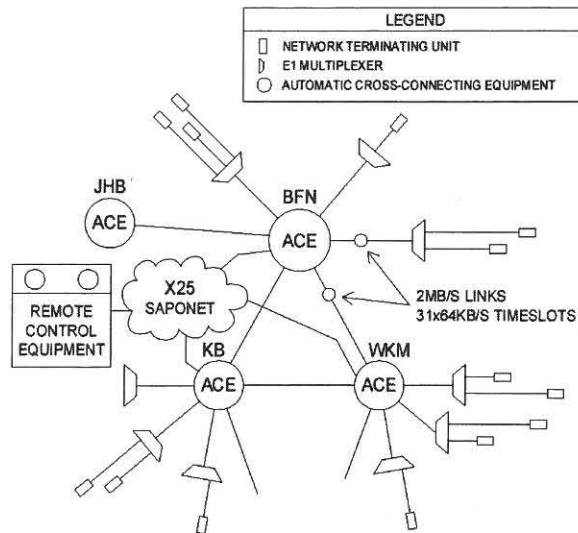 LEGEND
NETWORK TERMINATING UNIT
E1 MULTIPLEXER
AUTOMATIC CROSS-CONNECTING EQUIPMENT
JHB
ACE
BFN
ACE
X25
SAPONET
REMOTE
CONTROL
EQUIPMENT
2MB/S LINKS
31x64KB/S TIMESLOTS
KB
ACE
WKM
ACE